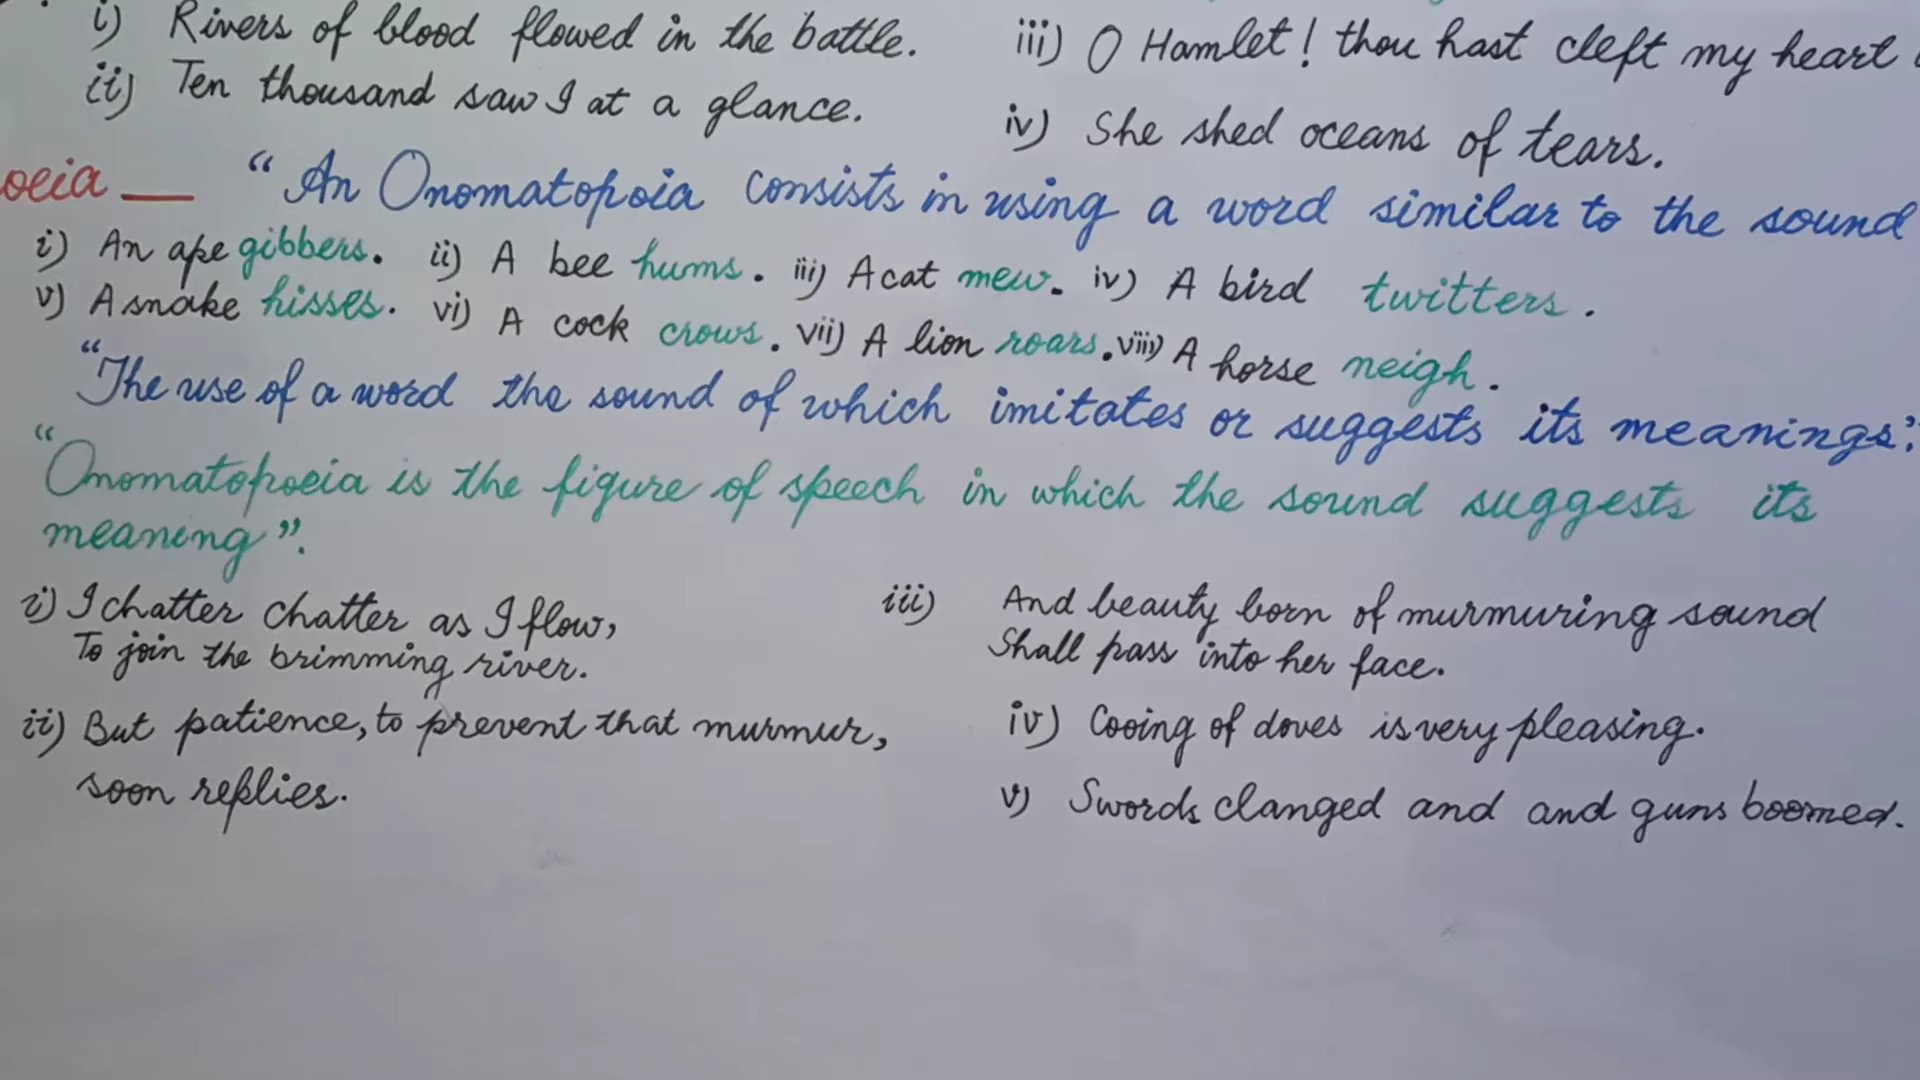 i) Rivers of blood flowed in the battle.
iii) O Hamlet! thou hast cleft my heart
ii) Ten thousand saw I at a glance.
iv) She shed oceans of tears.
oeia — "An Onomatopoia consists in using a word similar to the sound
i) An ape gibbers. ii) A bee hums. iii) A cat mew. iv) A bird twitters.
v) A snake hisses. vi) A cock crows. vii) A lion roars. viii) A horse neigh.
"The use of a word the sound of which imitates or suggests its meanings".
"Onomatopoeia is the figure of speech in which the sound suggests its
meaning".
i) I chatter chatter as I flow,
To join the brimming river.
ii) But patience, to prevent that murmur,
soon replies.
iii) And beauty born of murmuring sound
Shall pass into her face.
iv) Cooing of doves is very pleasing.
v) Swords clanged and and guns boomed.